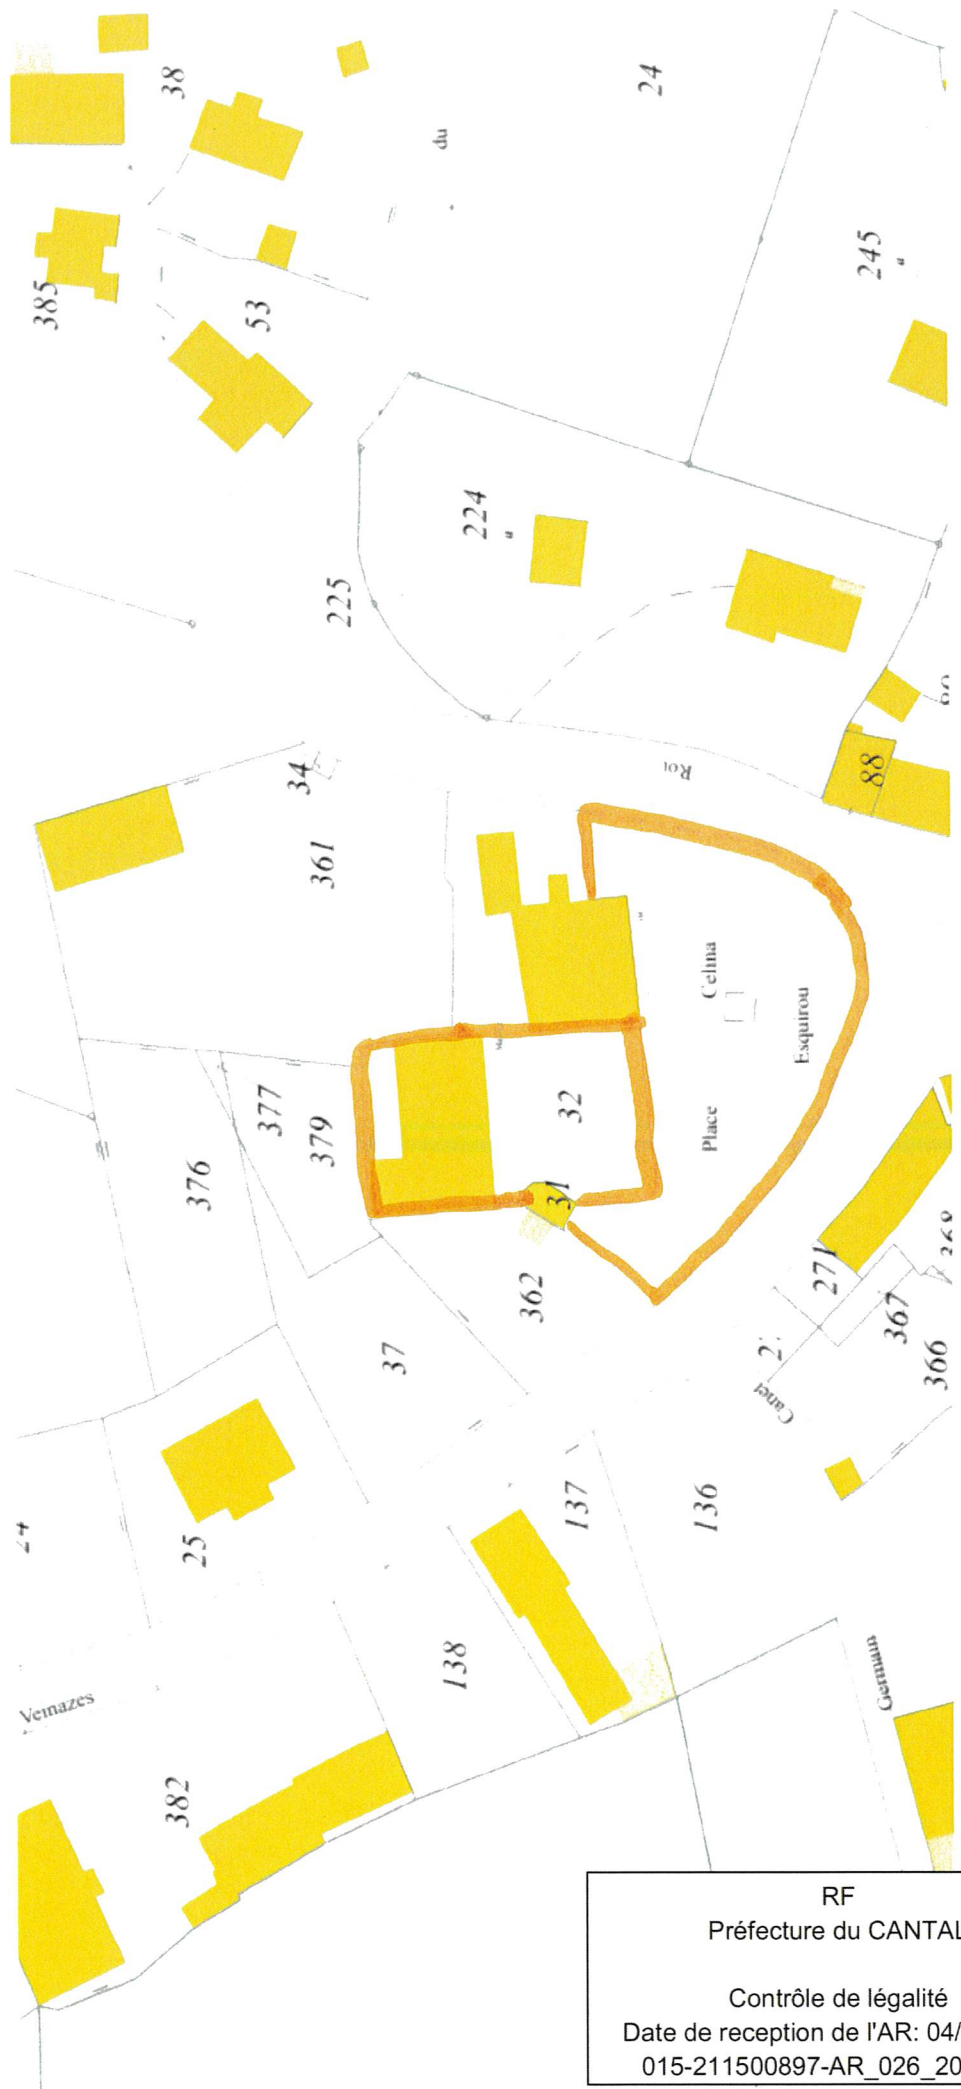 38
385
53
du
24
245
224
225
34
361
88
Rou
Place
Celina
Esquirou
32
31
377
379
376
362
37
271
367
366
Canet
25
137
136
138
Vernazes
382
Germain
RF
Préfecture du CANTAL
Contrôle de légalité
Date de reception de l'AR: 04/
015-211500897-AR_026_20